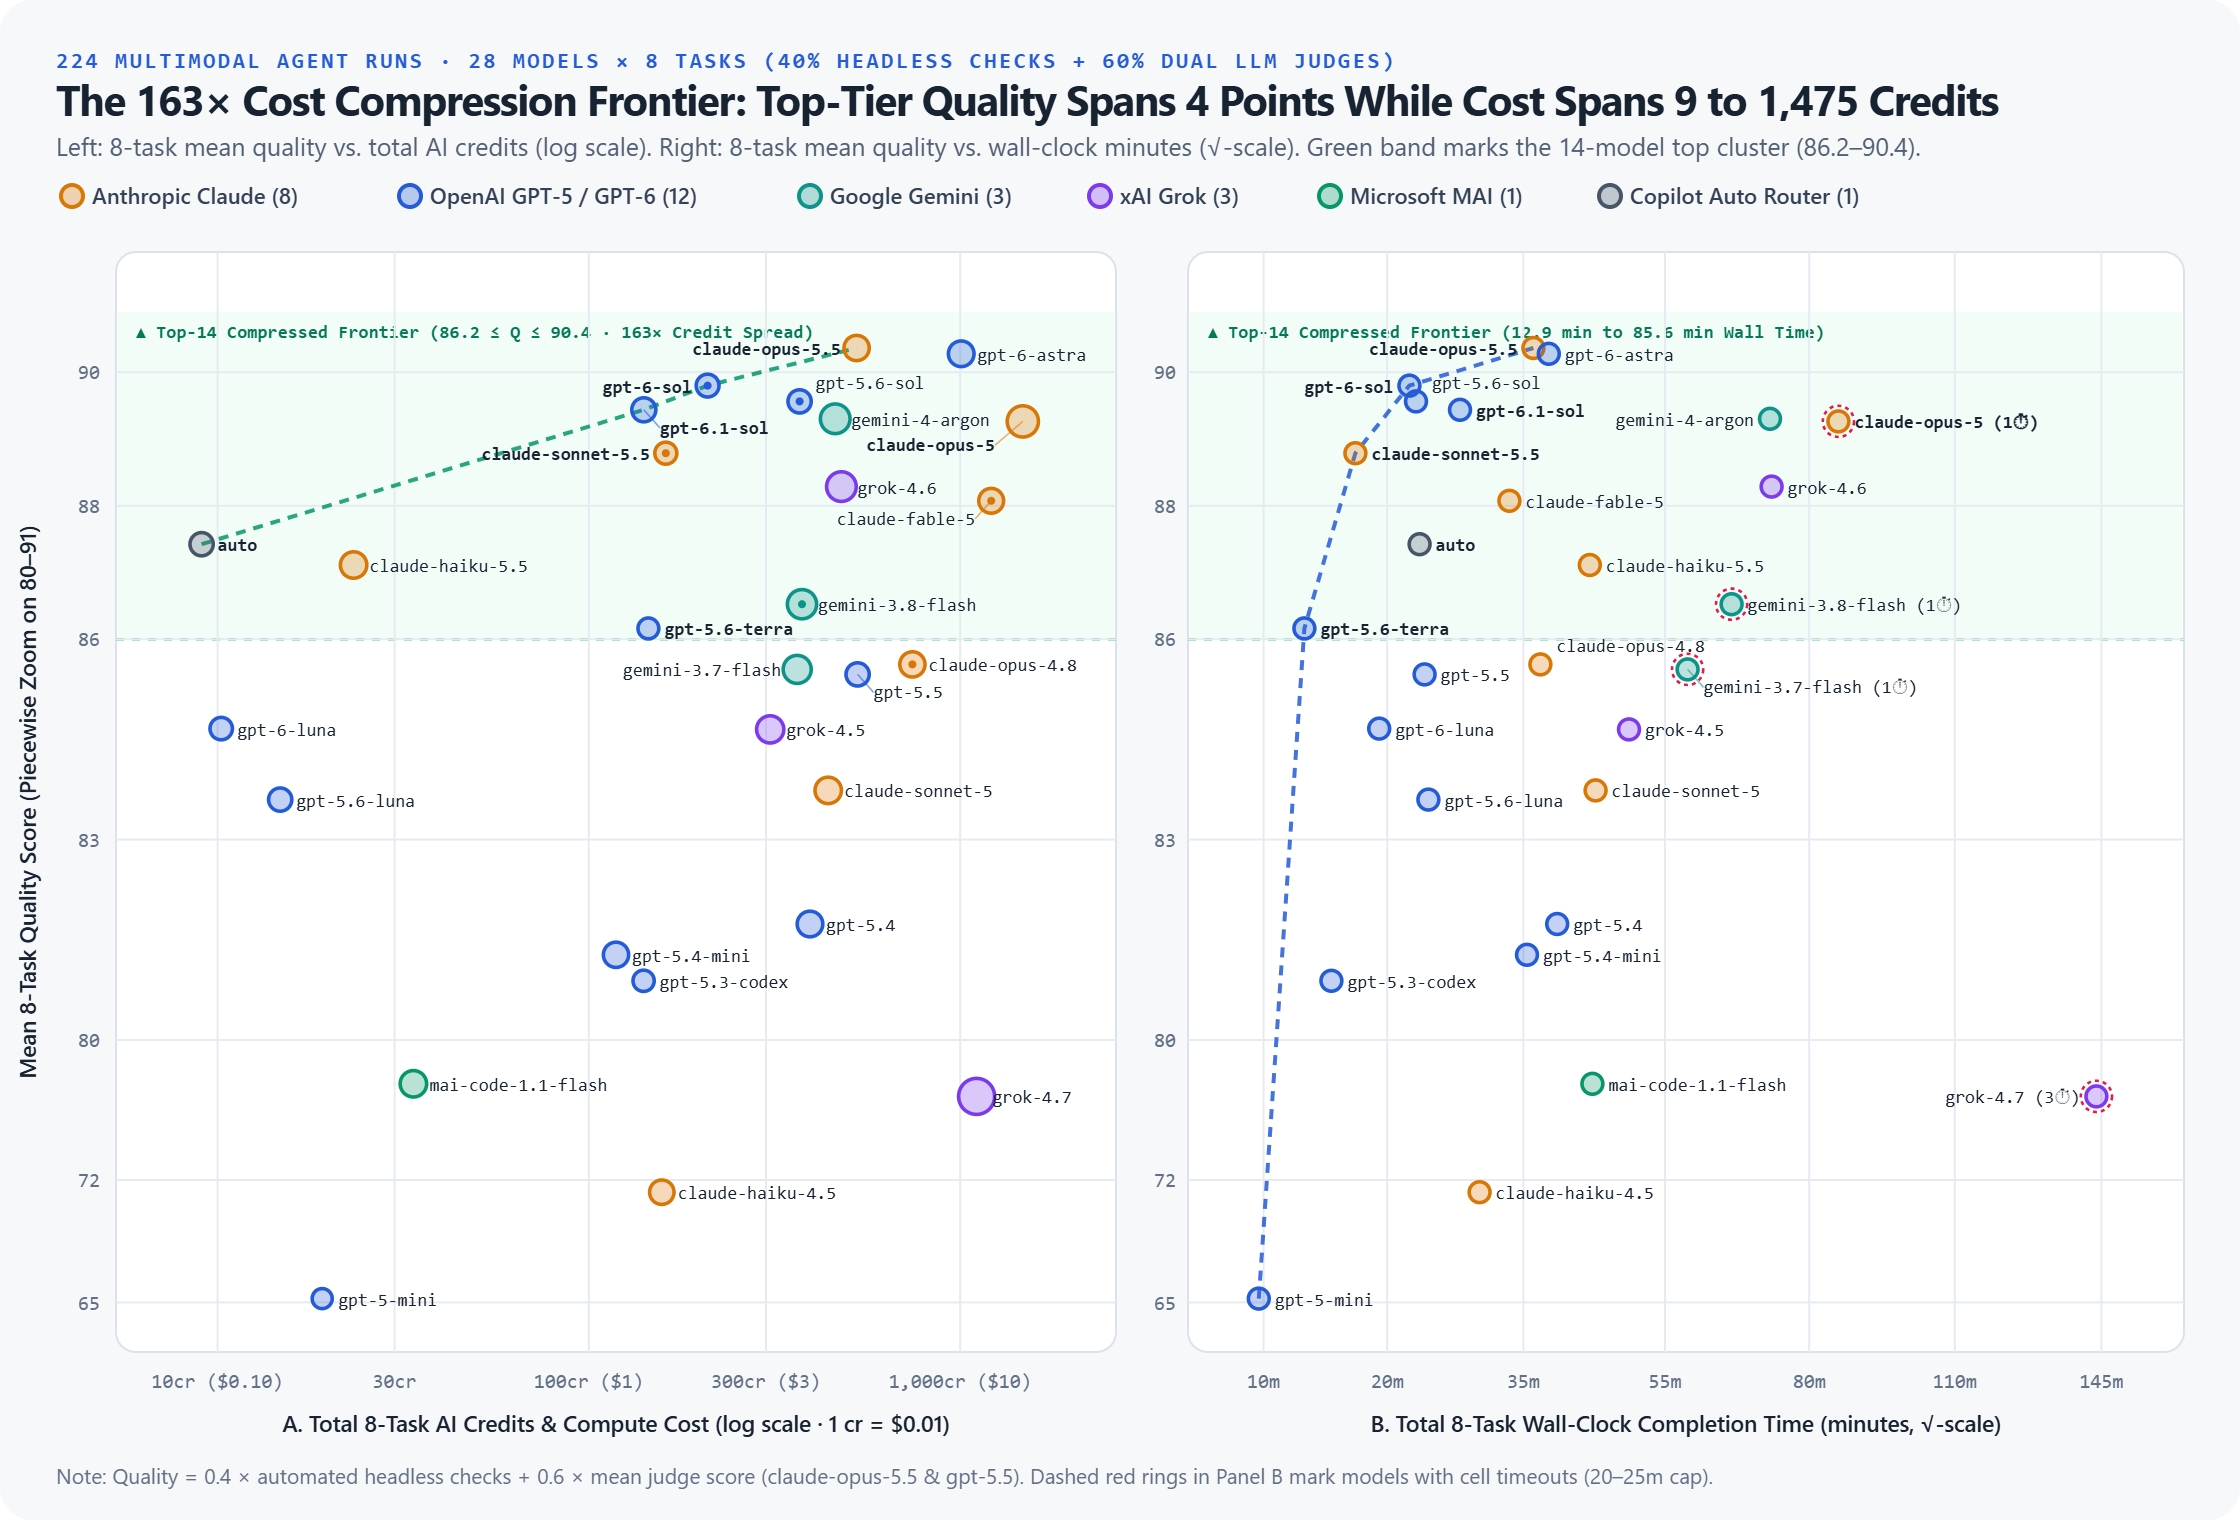 224 MULTIMODAL AGENT RUNS · 28 MODELS × 8 TASKS (40% HEADLESS CHECKS + 60% DUAL LLM JUDGES)
The 163× Cost Compression Frontier: Top-Tier Quality Spans 4 Points While Cost Spans 9 to 1,475 Credits
Left: 8-task mean quality vs. total AI credits (log scale). Right: 8-task mean quality vs. wall-clock minutes (√-scale). Green band marks the 14-model top cluster (86.2–90.4).
Anthropic Claude (8)
OpenAI GPT-5 / GPT-6 (12)
Google Gemini (3)
xAI Grok (3)
Microsoft MAI (1)
Copilot Auto Router (1)
Mean 8-Task Quality Score (Piecewise Zoom on 80–91)
▲ Top-14 Compressed Frontier (86.2 ≤ Q ≤ 90.4 · 163× Credit Spread)
claude-opus-5.5
gpt-6-astra
90
gpt-6-sol
gpt-5.6-sol
gpt-6.1-sol
gemini-4-argon
claude-opus-5
claude-sonnet-5.5
grok-4.6
88
claude-fable-5
auto
claude-haiku-5.5
gemini-3.8-flash
gpt-5.6-terra
86
gemini-3.7-flash
claude-opus-4.8
gpt-5.5
gpt-6-luna
grok-4.5
claude-sonnet-5
gpt-5.6-luna
83
gpt-5.4
gpt-5.4-mini
gpt-5.3-codex
80
mai-code-1.1-flash
grok-4.7
72
claude-haiku-4.5
65
gpt-5-mini
10cr ($0.10)
30cr
100cr ($1)
300cr ($3)
1,000cr ($10)
A. Total 8-Task AI Credits & Compute Cost (log scale · 1 cr = $0.01)
▲ Top-14 Compressed Frontier (12.9 min to 85.6 min Wall Time)
claude-opus-5.5
gpt-6-astra
90
gpt-6-sol
gpt-5.6-sol
gpt-6.1-sol
gemini-4-argon
claude-opus-5 (1⏱)
claude-sonnet-5.5
grok-4.6
88
claude-fable-5
auto
claude-haiku-5.5
gemini-3.8-flash (1⏱)
gpt-5.6-terra
86
claude-opus-4.8
gpt-5.5
gemini-3.7-flash (1⏱)
gpt-6-luna
grok-4.5
claude-sonnet-5
gpt-5.6-luna
83
gpt-5.4
gpt-5.4-mini
gpt-5.3-codex
80
mai-code-1.1-flash
grok-4.7 (3⏱)
72
claude-haiku-4.5
65
gpt-5-mini
10m
20m
35m
55m
80m
110m
145m
B. Total 8-Task Wall-Clock Completion Time (minutes, √-scale)
Note: Quality = 0.4 × automated headless checks + 0.6 × mean judge score (claude-opus-5.5 & gpt-5.5). Dashed red rings in Panel B mark models with cell timeouts (20–25m cap).